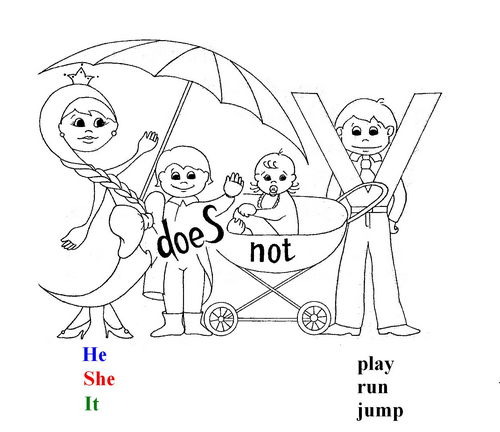 doeS not
He
She
It
play
run
jump